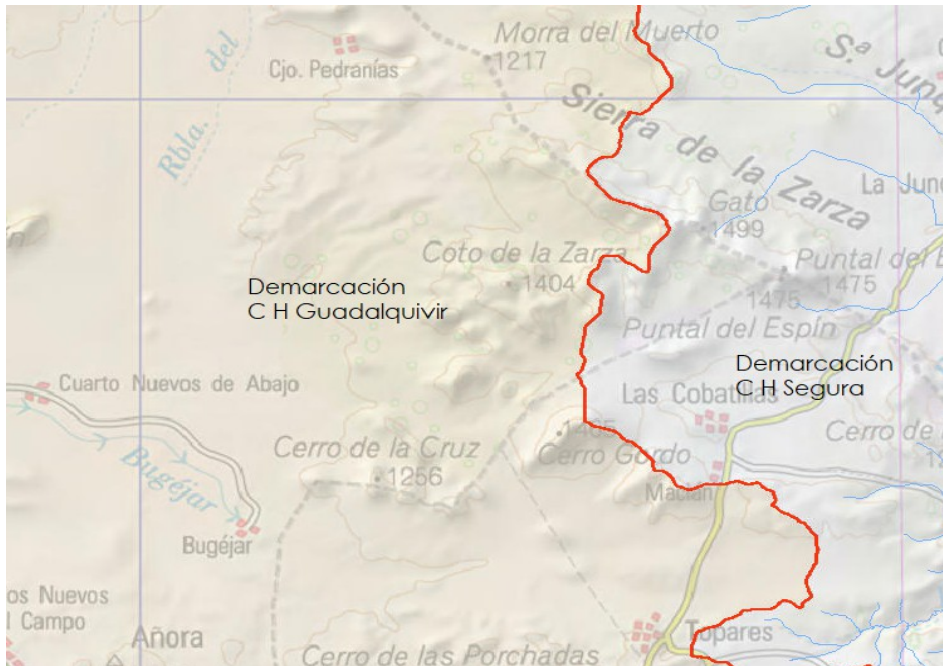 Morra del Muerto
1217
Cjo. Pedranías
Rbla. del
Sierra de la Zarza
S.ª
La
Gato
1499
Coto de la Zarza
1404
Puntal del
1475
1475
Demarcación
C H Guadalquivir
Puntal del Espín
Demarcación
C H Segura
Cuarto Nuevos de Abajo
Las Cobatillas
Cerro de
Cerro de la Cruz
1256
Cerro Gordo
Macián
Bugéjar
Bugéjar
os Nuevos
l Campo
Añora
Topares
Cerro de las Porchadas